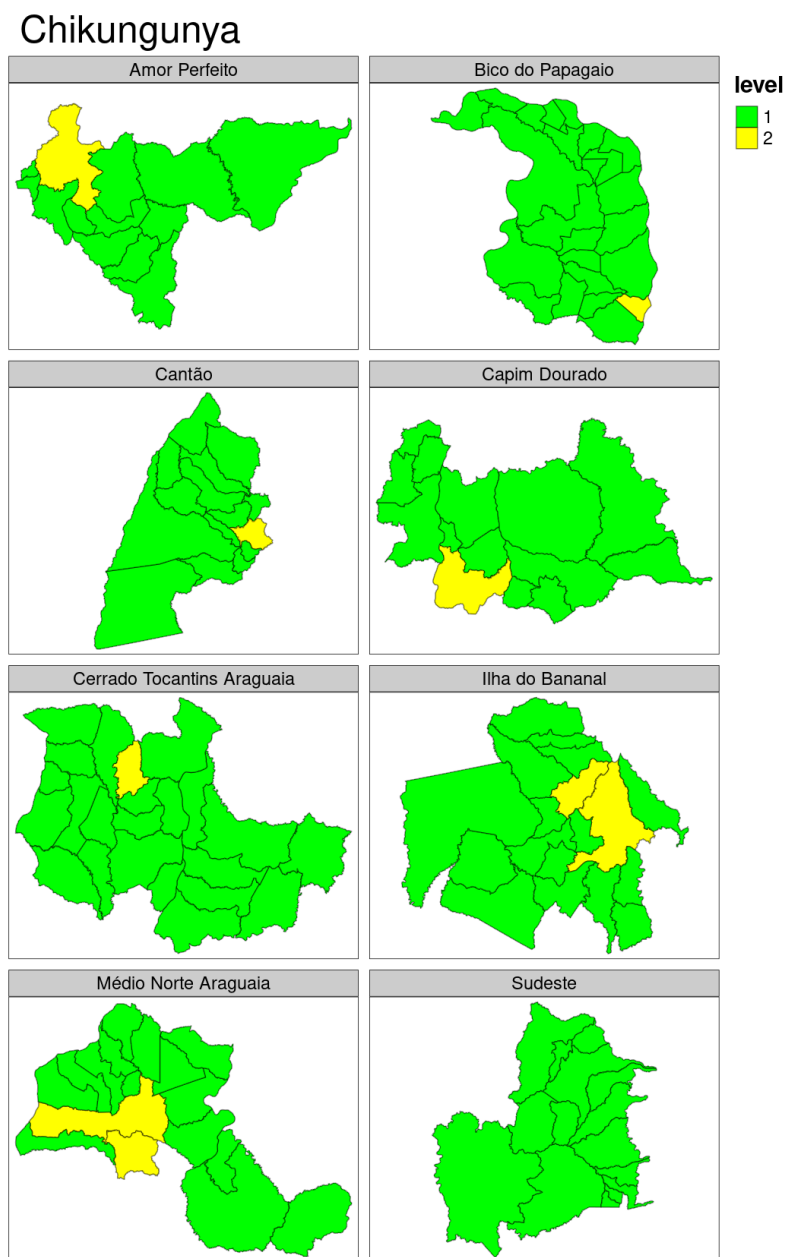 Chikungunya
Amor Perfeito
Bico do Papagaio
level
1
2
Cantão
Capim Dourado
Cerrado Tocantins Araguaia
Ilha do Bananal
Médio Norte Araguaia
Sudeste